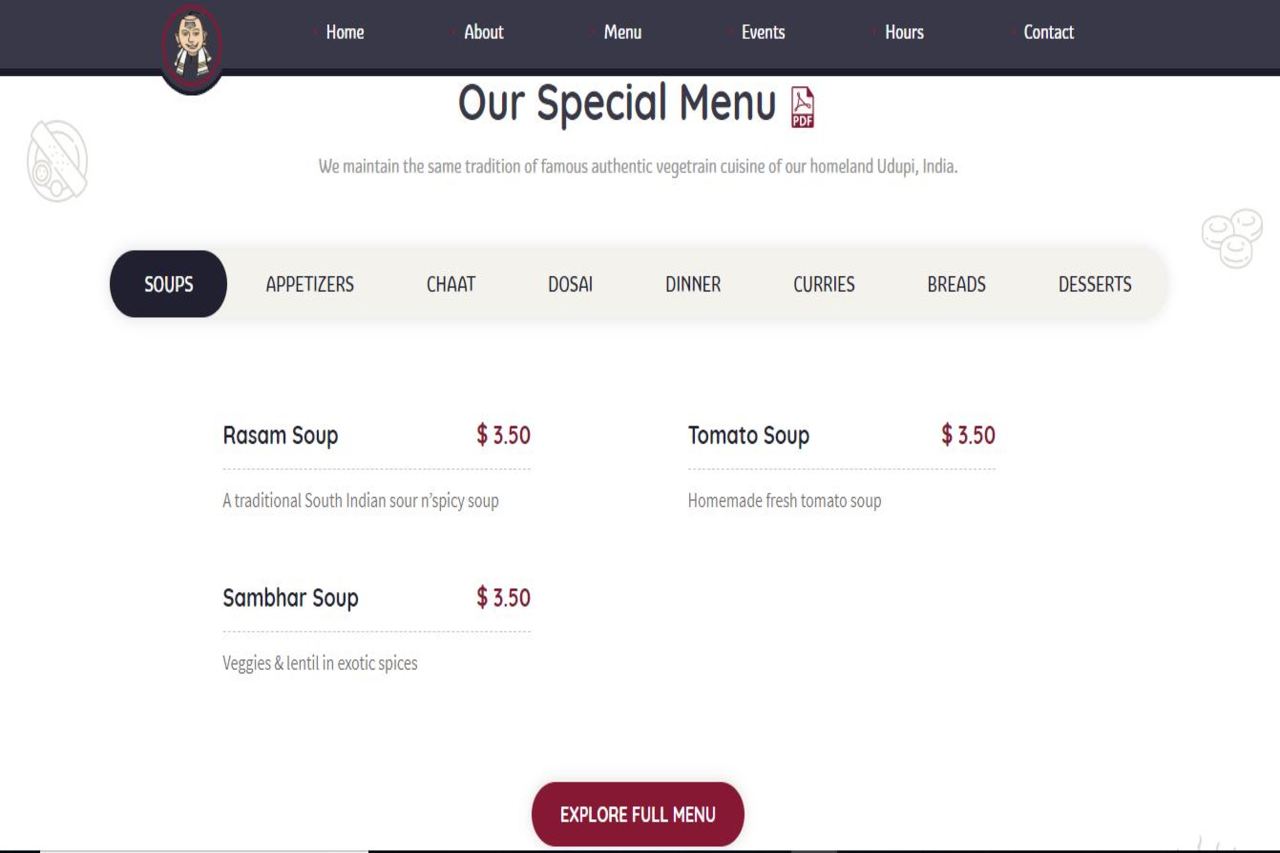 Home About Menu Events Hours Contact
Our Special Menu PDF
We maintain the same tradition of famous authentic vegetrain cuisine of our homeland Udupi, India.
SOUPS APPETIZERS CHAAT DOSAI DINNER CURRIES BREADS DESSERTS
Rasam Soup $ 3.50
A traditional South Indian sour n'spicy soup
Tomato Soup $ 3.50
Homemade fresh tomato soup
Sambhar Soup $ 3.50
Veggies & lentil in exotic spices
EXPLORE FULL MENU